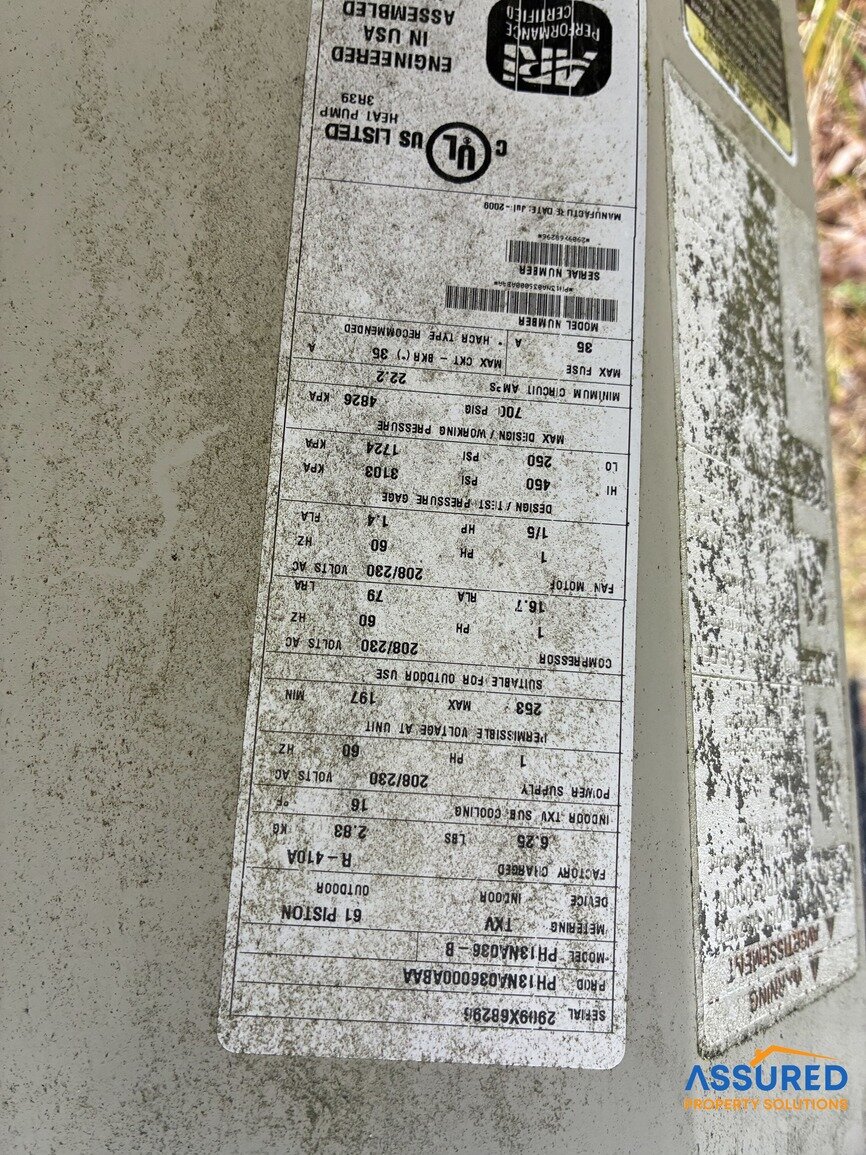 SERIAL 2909X6829
PROD PH13NA036000ABAA
MODEL PH13NA036-B
METERING TXV 61 PISTON
DEVICE INDOOR OUTDOOR
FACTORY CHARGED R-410A
6.25 LBS 2.83 KG
INDOOR TXV SUB COOLING 16 °F
POWER SUPPLY 208/230 VOLTS AC
1 PH 60 HZ
PERMISSIBLE VOLTAGE AT UNIT
253 MAX 197 MIN
SUITABLE FOR OUTDOOR USE
COMPRESSOR 208/230 VOLTS AC
1 PH 60 HZ
16.7 RLA 79 LRA
FAN MOTOR 208/230 VOLTS AC
1 PH 60 HZ
1/5 HP 1.4 FLA
DESIGN / TEST PRESSURE GAGE
HI 450 PSI 3103 KPA
LO 250 PSI 1724 KPA
MAX DESIGN / WORKING PRESSURE
700 PSIG 4826 KPA
MINIMUM CIRCUIT AMPS 22.2
MAX FUSE MAX CKT - BKR(*) 35 A
35 A * HACR TYPE RECOMMENDED
MODEL NUMBER
SERIAL NUMBER
*2909X68296*
MANUFACTURE DATE: Jul-2009
C UL US LISTED
HEAT PUMP
3R39
ENGINEERED
IN USA
ASSEMBLED
ARI
PERFORMANCE
CERTIFIED
WARNING
AVERTISSEMENT
ASSURED
PROPERTY SOLUTIONS